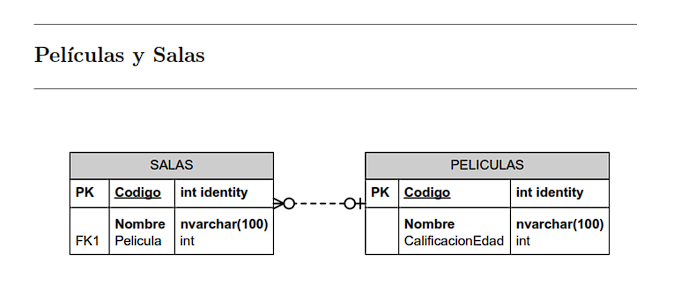 Películas y Salas
SALAS
PK Codigo int identity
Nombre nvarchar(100)
FK1 Pelicula int
PELICULAS
PK Codigo int identity
Nombre nvarchar(100)
CalificacionEdad int